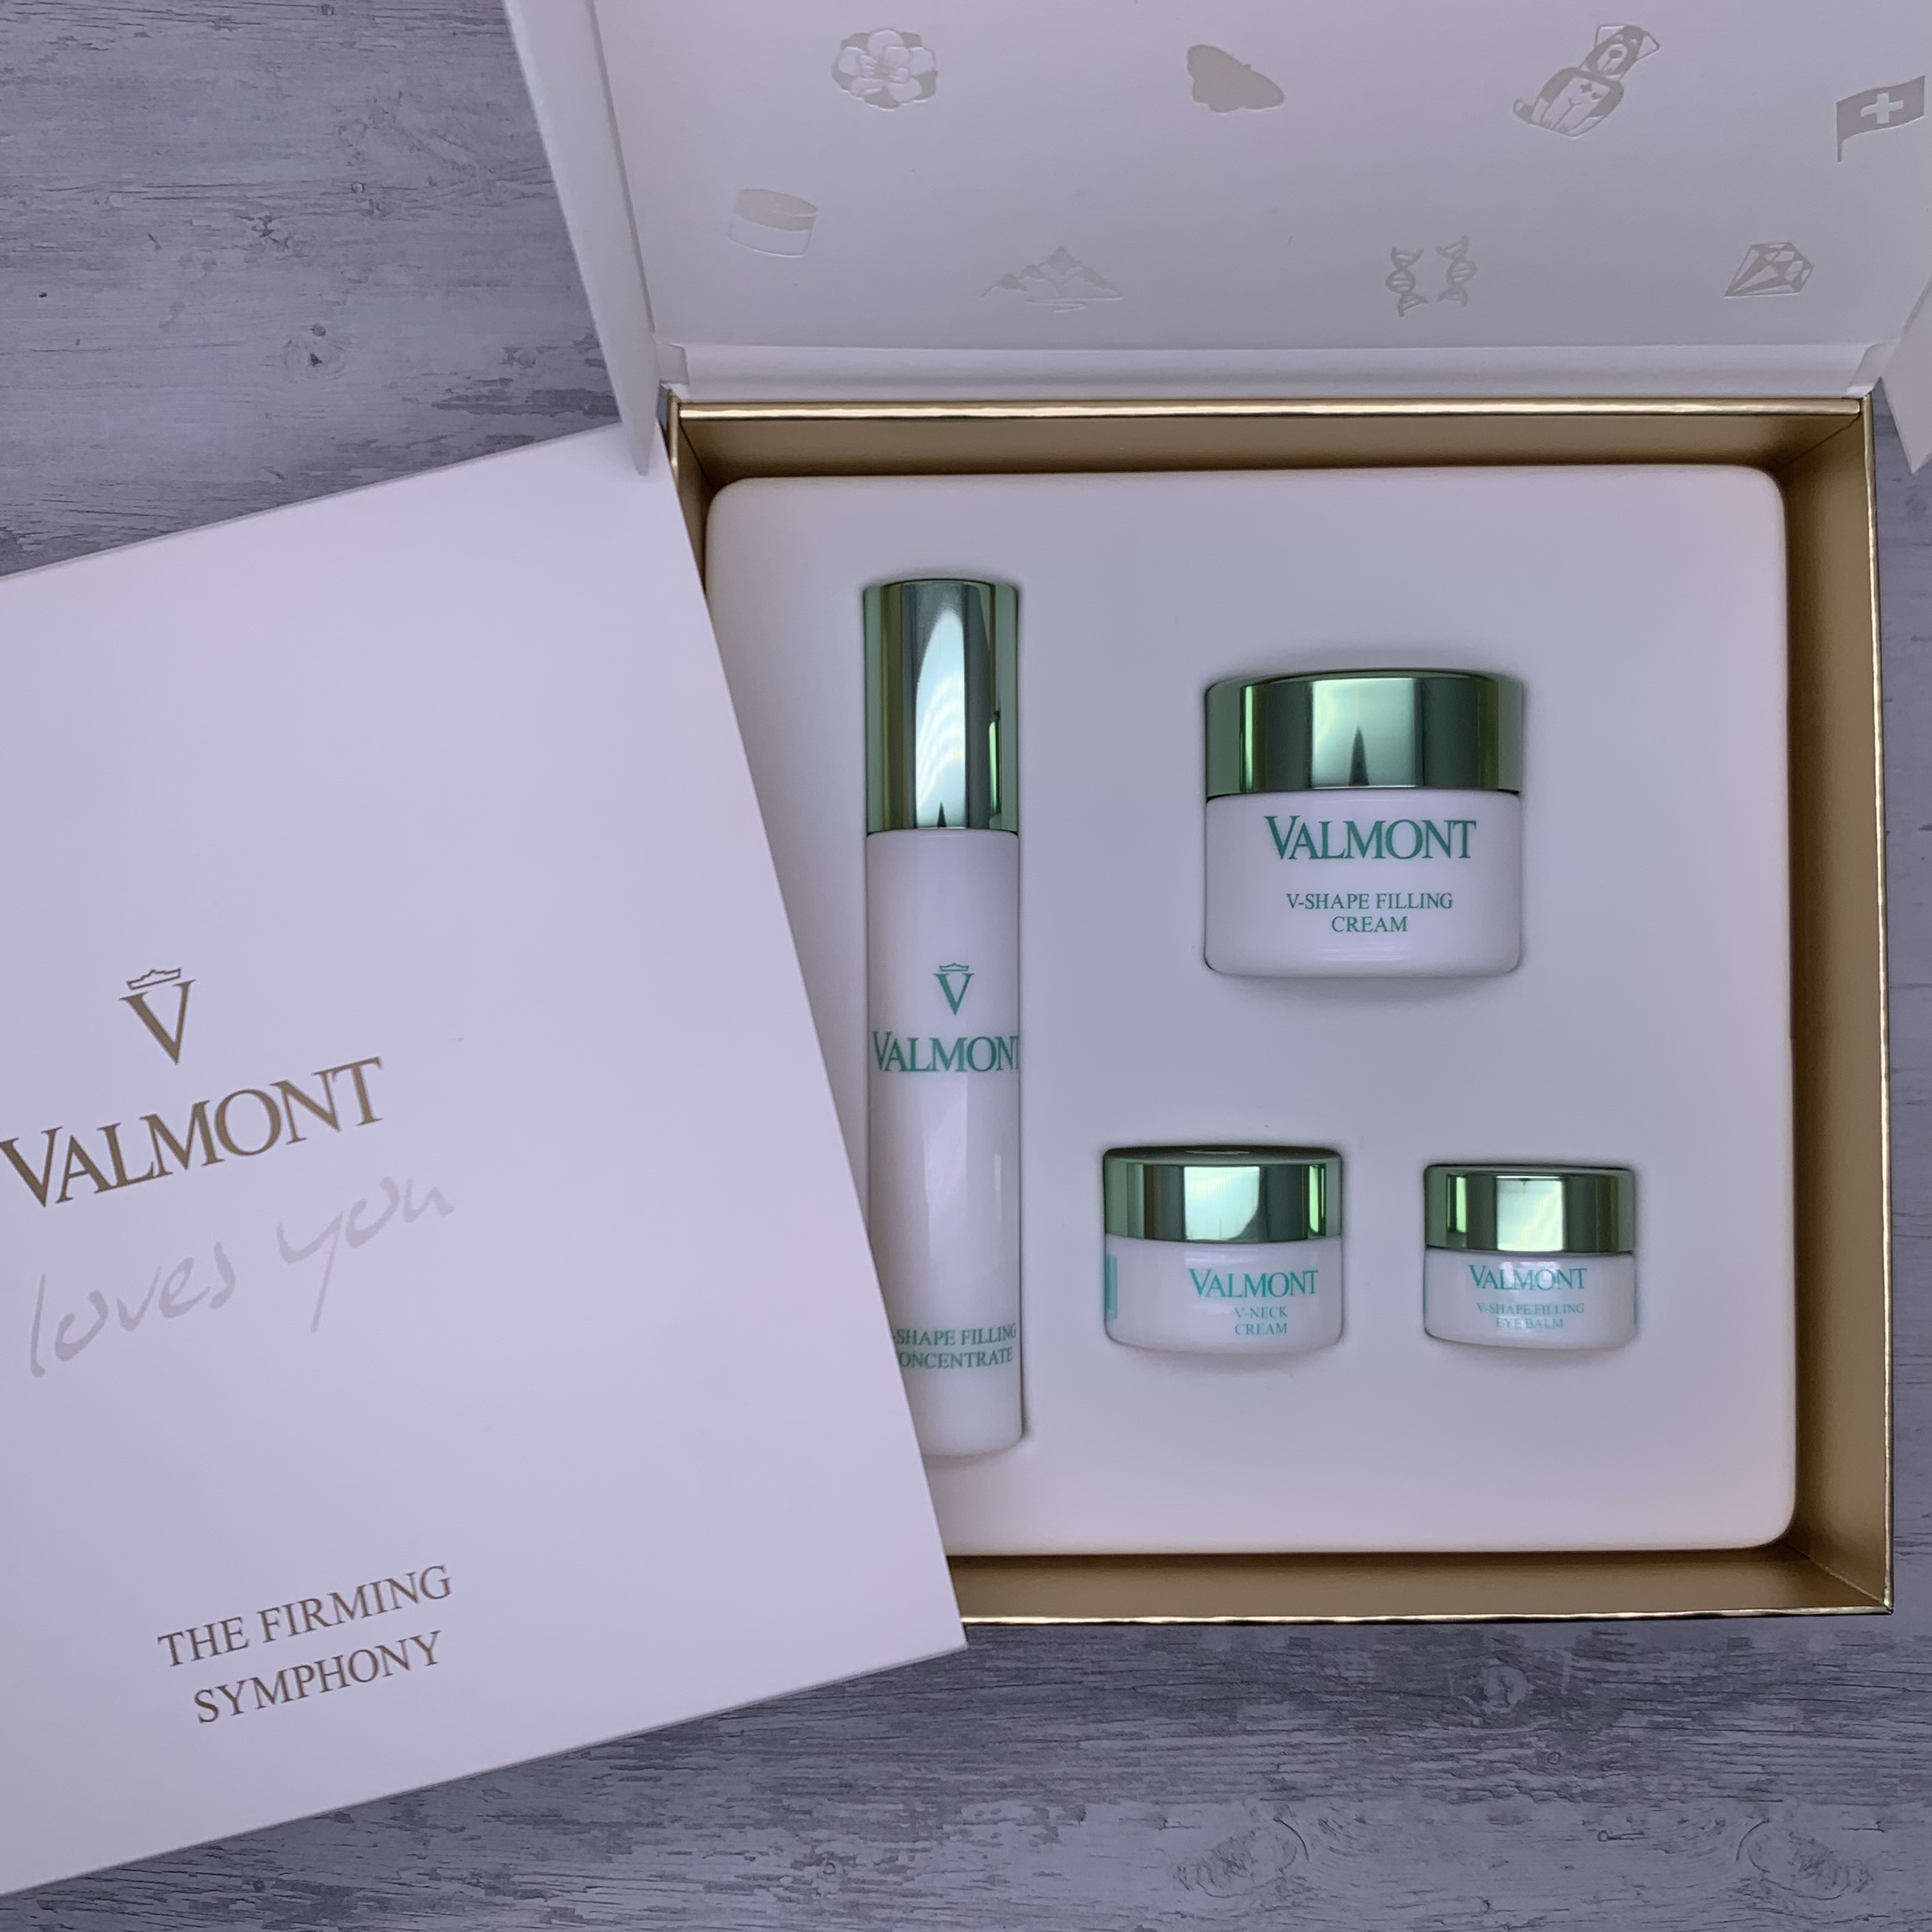 V
VALMONT
loves you
THE FIRMING
SYMPHONY
V
VALMONT
-SHAPE FILLING
ONCENTRATE
VALMONT
V-SHAPE FILLING
CREAM
VALMONT
V-NECK
CREAM
VALMONT
V-SHAPE FILLING
EYE BALM